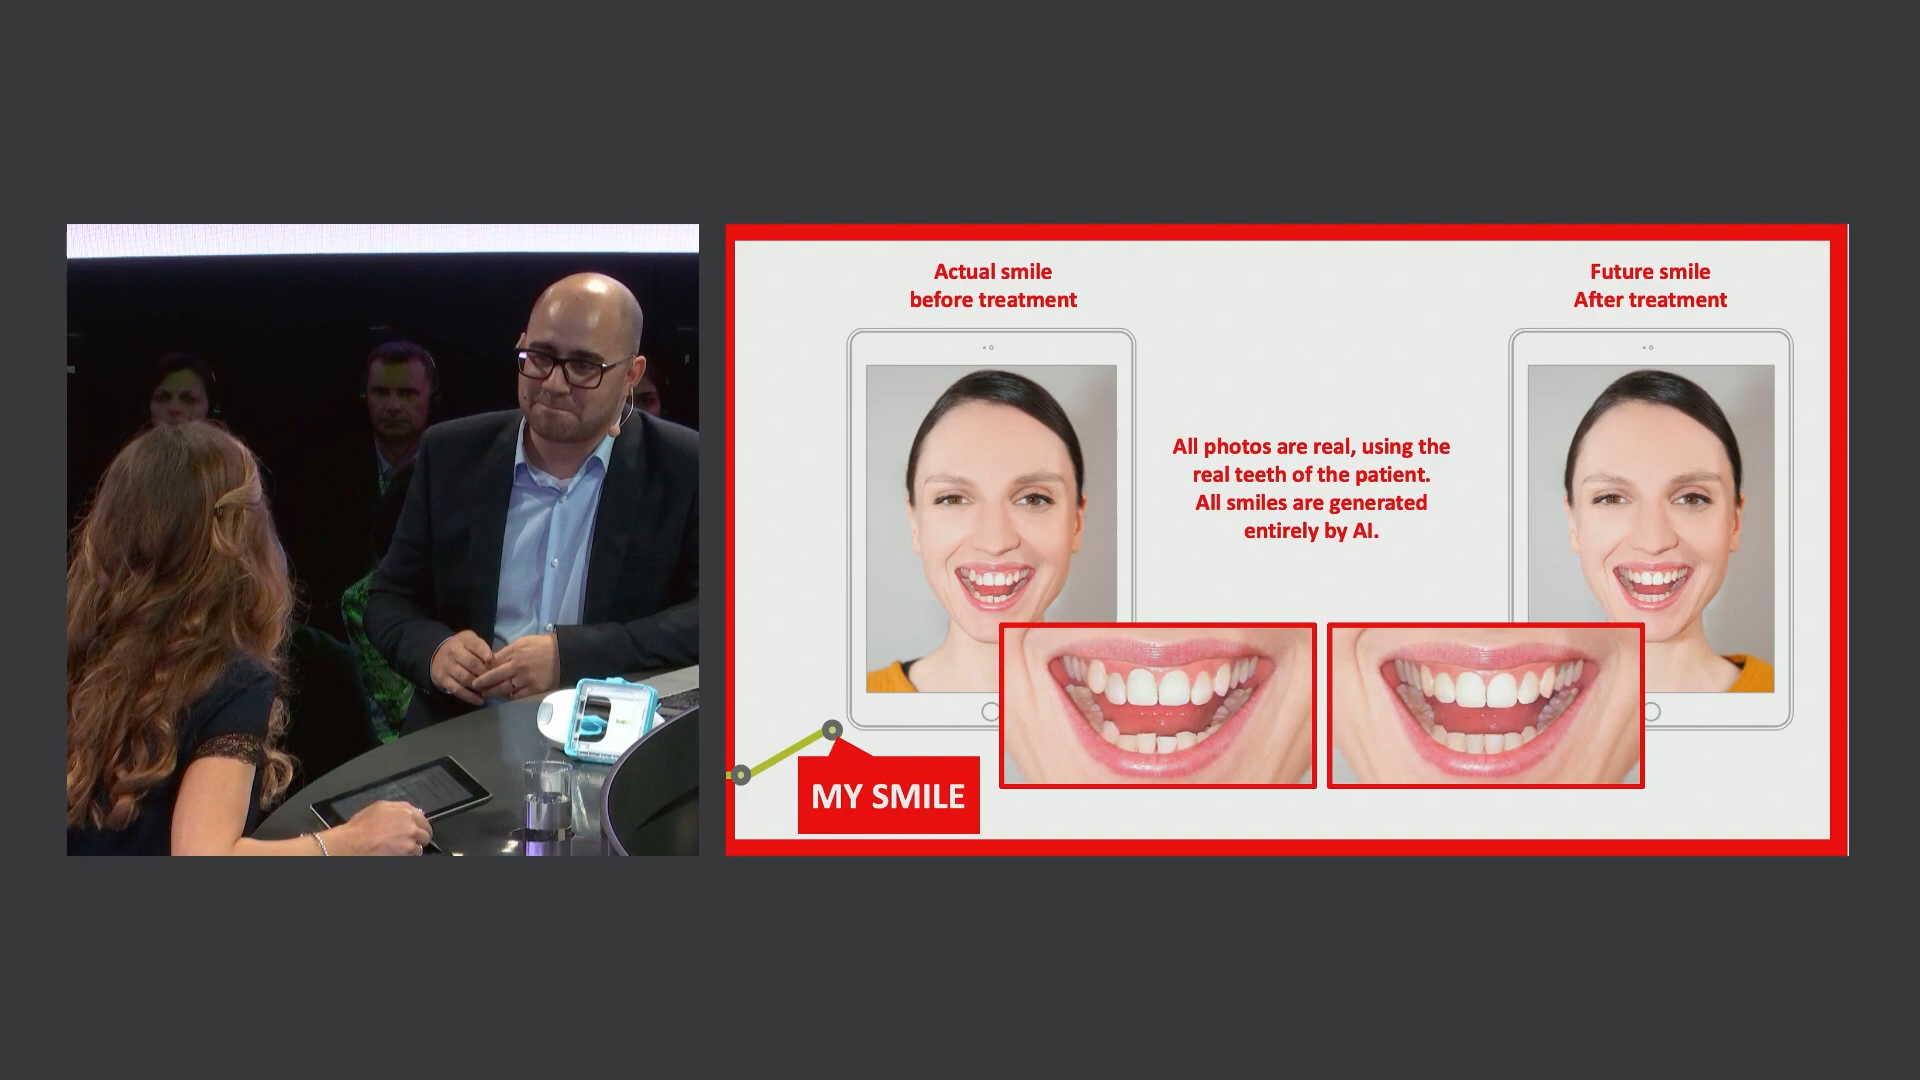 Actual smile
before treatment
Future smile
After treatment
All photos are real, using the
real teeth of the patient.
All smiles are generated
entirely by AI.
MY SMILE